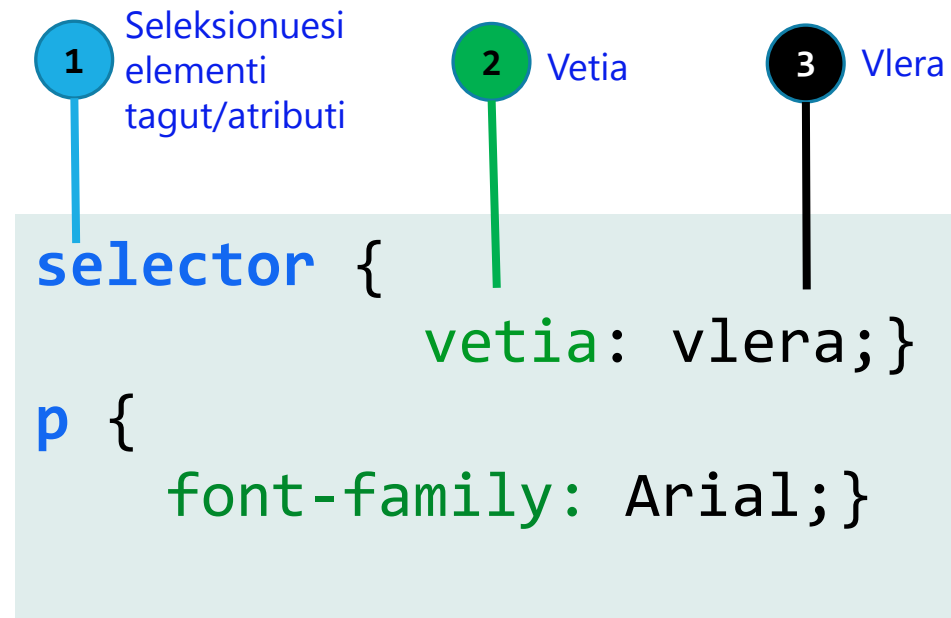 1
Seleksionuesi
elementi
tagut/atributi
2
Vetia
3
Vlera
selector {
vetia: vlera;}
p {
font-family: Arial;}